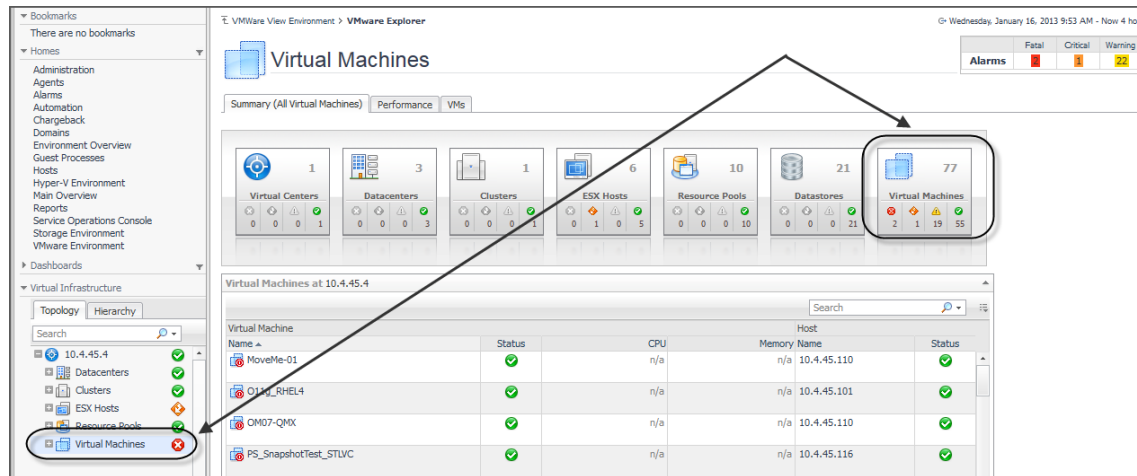 Bookmarks
There are no bookmarks
Homes
Administration
Agents
Alarms
Automation
Chargeback
Domains
Environment Overview
Guest Processes
Hosts
Hyper-V Environment
Main Overview
Reports
Service Operations Console
Storage Environment
VMware Environment
Dashboards
Virtual Infrastructure
Topology Hierarchy
Search
10.4.45.4
Datacenters
Clusters
ESX Hosts
Resource Pools
Virtual Machines
VMWare View Environment > VMware Explorer
Wednesday, January 16, 2013 9:53 AM - Now 4 ho
Virtual Machines
Fatal Critical Warning
Alarms 2 1 22
Summary (All Virtual Machines) Performance VMs
1 3 1 6 10 21 77
Virtual Centers Datacenters Clusters ESX Hosts Resource Pools Datastores Virtual Machines
0 0 0 1 0 0 0 3 0 0 0 1 0 1 0 5 0 0 0 10 0 0 0 21 2 1 19 55
Virtual Machines at 10.4.45.4
Search
Virtual Machine Host
Name Status CPU Memory Name Status
MoveMe-01 n/a n/a 10.4.45.110
O11g_RHEL4 n/a n/a 10.4.45.101
OM07-QMX n/a n/a 10.4.45.110
PS_SnapshotTest_STLVC n/a n/a 10.4.45.116